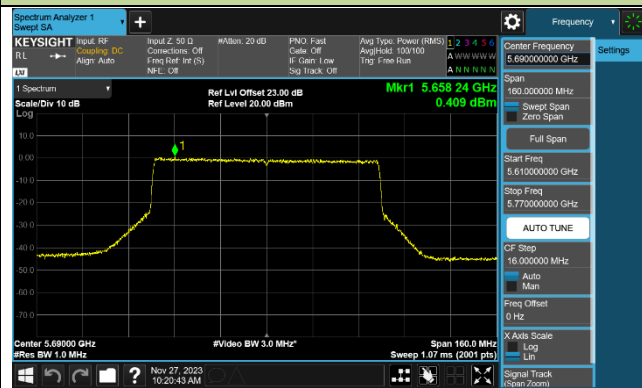 Spectrum Analyzer 1
Swept SA
Frequency
KEYSIGHT Input: RF Input Z: 50 Ω #Atten: 20 dB PNO: Fast Avg Type: Power (RMS) 1 2 3 4 5 6
RL Coupling: DC Corrections: Off Gate: Off Avg|Hold: 100/100 A W W W W W
Align: Auto Freq Ref: Int (S) IF Gain: Low Trig: Free Run
NFE: Off Sig Track: Off A N N N N N
LXI
1 Spectrum
Scale/Div 10 dB
Log
Ref Lvl Offset 23.00 dB
Ref Level 20.00 dBm
Mkr1 5.658 24 GHz
0.409 dBm
1
10.0
0.00
-10.0
-20.0
-30.0
-40.0
-50.0
-60.0
-70.0
Center 5.69000 GHz #Video BW 3.0 MHz* Span 160.0 MHz
#Res BW 1.0 MHz Sweep 1.07 ms (2001 pts)
Nov 27, 2023
10:20:43 AM
Center Frequency
5.690000000 GHz
Settings
Span
160.000000 MHz
Swept Span
Zero Span
Full Span
Start Freq
5.610000000 GHz
Stop Freq
5.770000000 GHz
AUTO TUNE
CF Step
16.000000 MHz
Auto
Man
Freq Offset
0 Hz
X Axis Scale
Log
Lin
Signal Track
(Span Zoom)